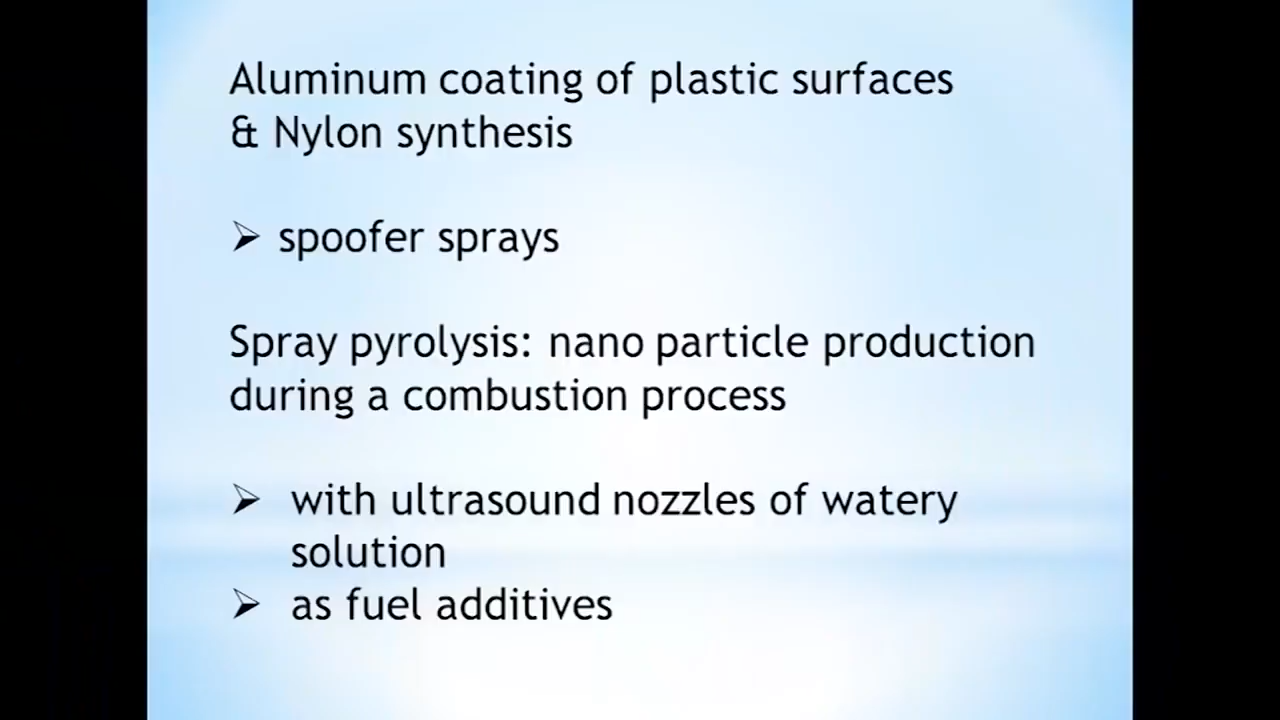 Aluminum coating of plastic surfaces
& Nylon synthesis
➢ spoofer sprays
Spray pyrolysis: nano particle production
during a combustion process
➢ with ultrasound nozzles of watery
solution
➢ as fuel additives